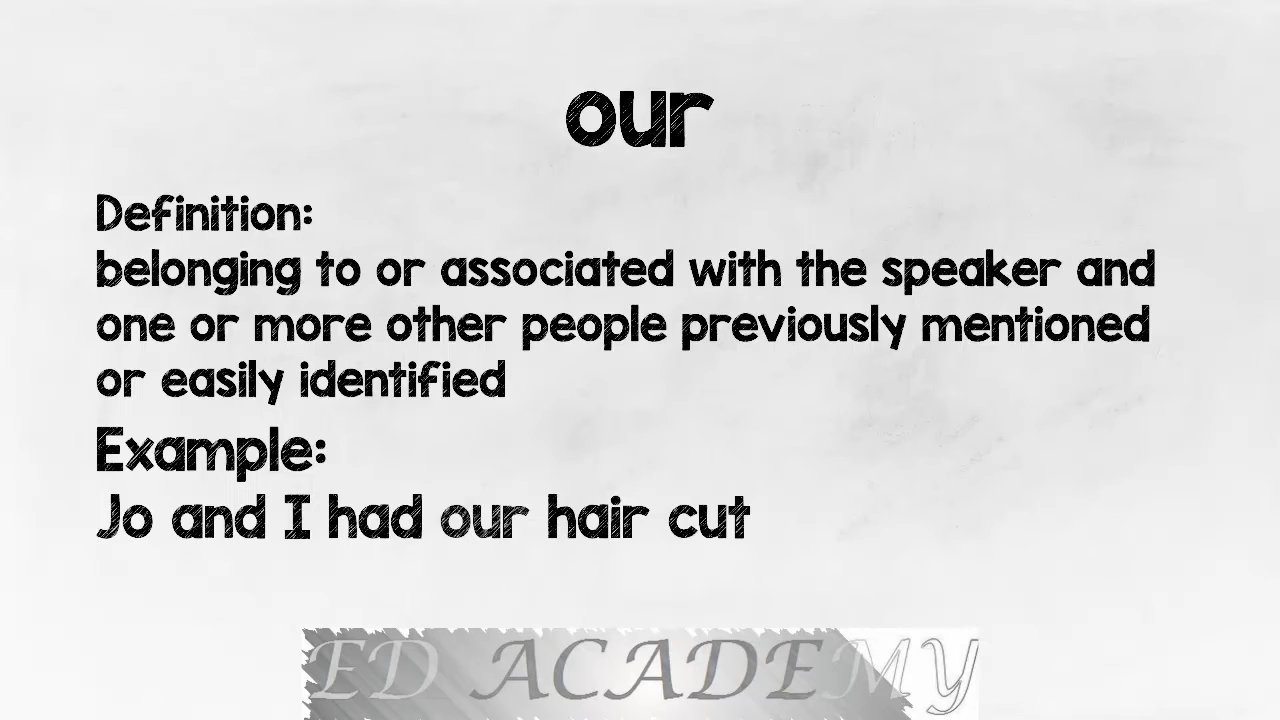 our
Definition:
belonging to or associated with the speaker and
one or more other people previously mentioned
or easily identified
Example:
Jo and I had our hair cut
ED ACADEMY